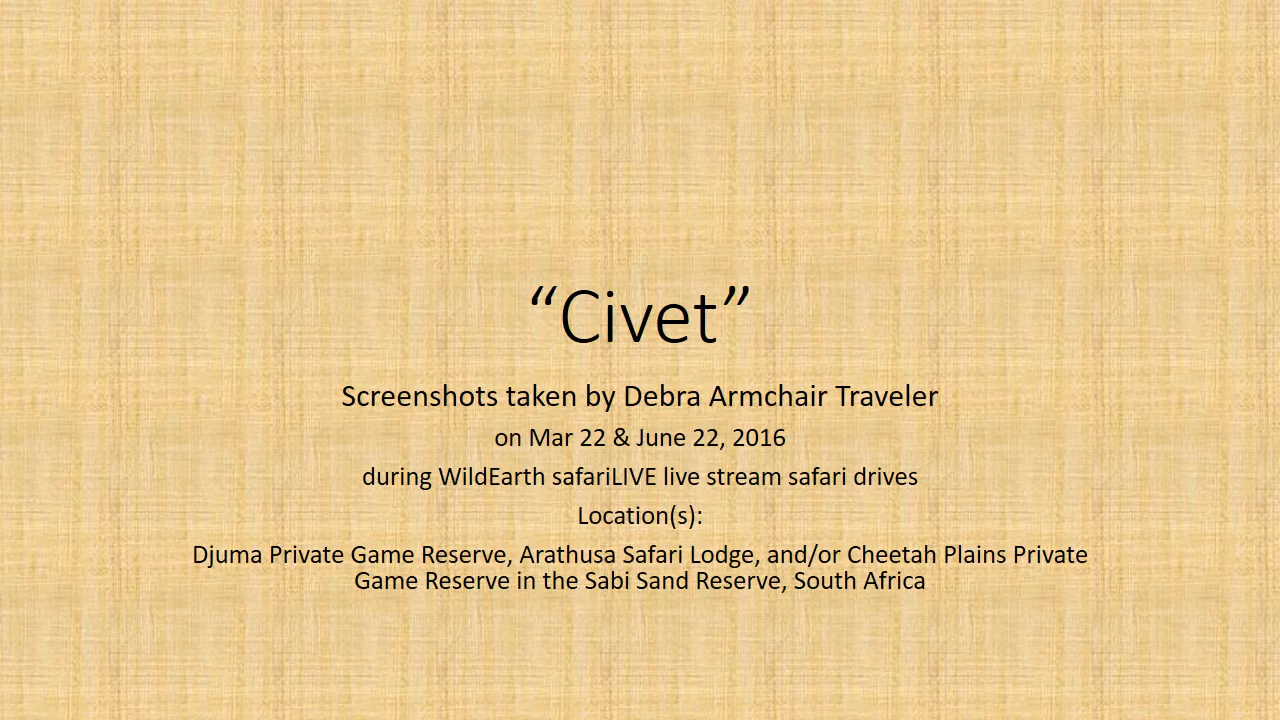 “Civet”
Screenshots taken by Debra Armchair Traveler
on Mar 22 & June 22, 2016
during WildEarth safariLIVE live stream safari drives
Location(s):
Djuma Private Game Reserve, Arathusa Safari Lodge, and/or Cheetah Plains Private
Game Reserve in the Sabi Sand Reserve, South Africa